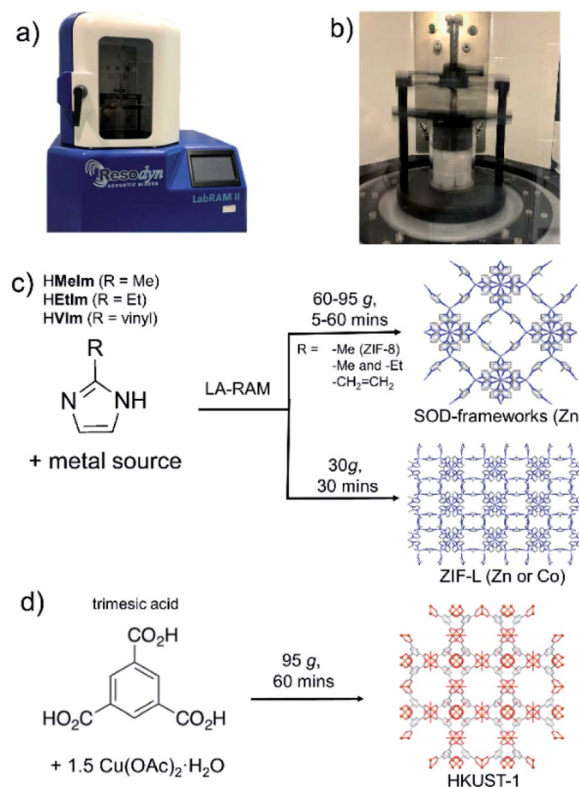 a)
b)
Resodyn
ACOUSTIC MIXERS
LabRAM II
c)
HMeIm (R = Me)
HEtIm (R = Et)
HVIm (R = vinyl)
R
N
NH
+ metal source
LA-RAM
60-95 g,
5-60 mins
R = -Me (ZIF-8)
-Me and -Et
-CH2=CH2
SOD-frameworks (Zn
30g,
30 mins
ZIF-L (Zn or Co)
d)
trimesic acid
CO2H
HO2C
CO2H
+ 1.5 Cu(OAc)2·H2O
95 g,
60 mins
HKUST-1